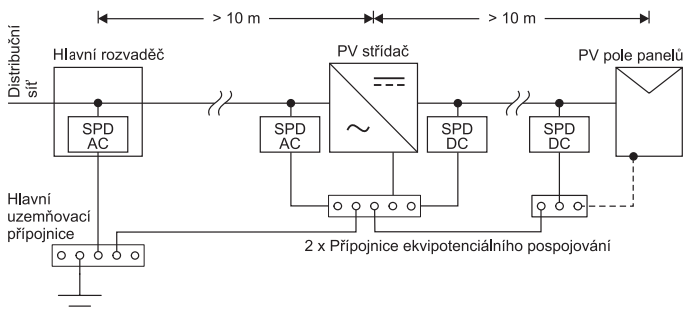 > 10 m
> 10 m
Distribuční
síť
Hlavní rozvaděč
PV střídač
PV pole panelů
SPD
AC
SPD
AC
SPD
DC
SPD
DC
Hlavní
uzemňovací
přípojnice
2 x Přípojnice ekvipotenciálního pospojování